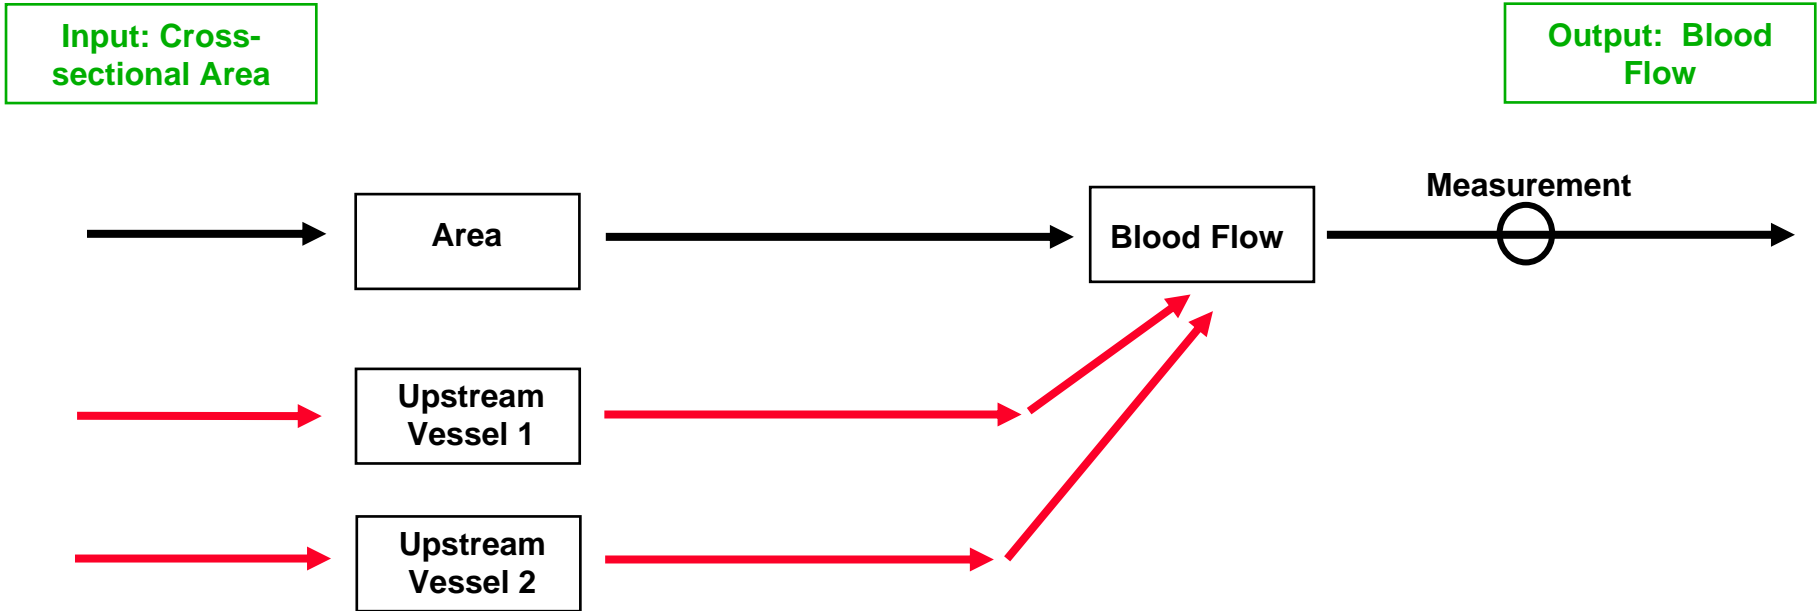 Input: Cross-
sectional Area
Output: Blood
Flow
Measurement
Area
Blood Flow
Upstream
Vessel 1
Upstream
Vessel 2